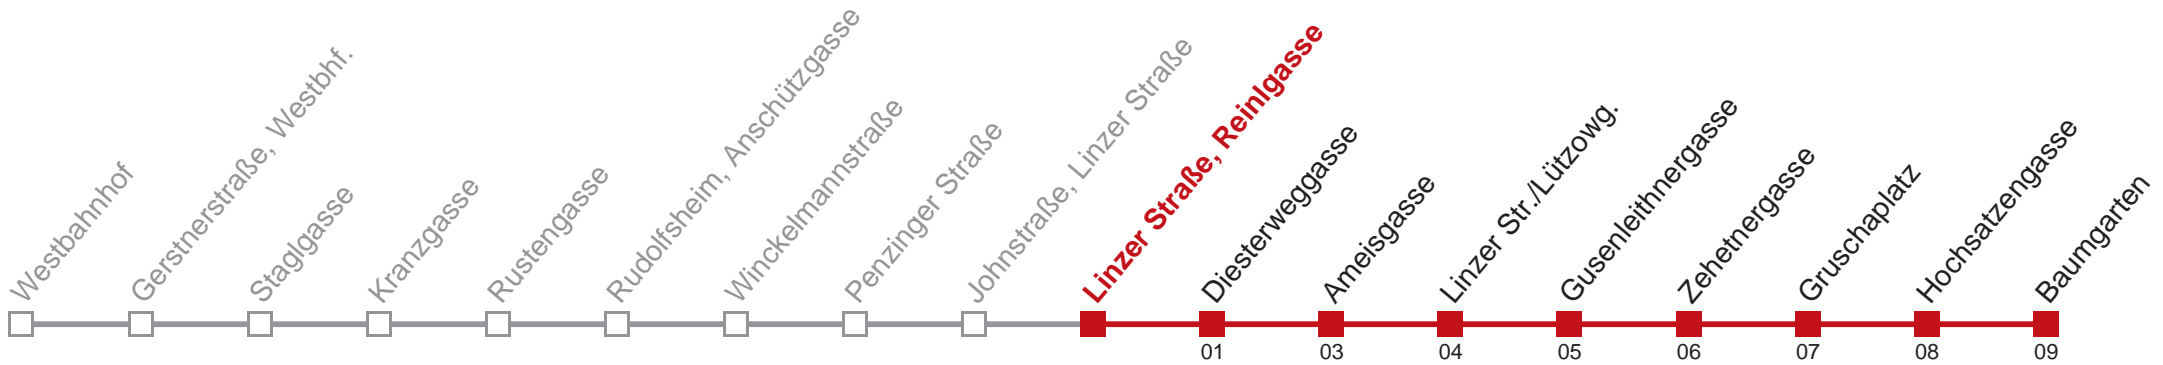 Westbahnhof
Gerstnerstraße, Westbhf.
Staglgasse
Kranzgasse
Rustengasse
Rudolfsheim, Anschützgasse
Winckelmannstraße
Penzinger Straße
Johnstraße, Linzer Straße
Linzer Straße, Reinlgasse
Diesterweggasse
Ameisgasse
Linzer Str./Lützowg.
Gusenleithnergasse
Zehetnergasse
Gruschaplatz
Hochsatzengasse
Baumgarten
01
03
04
05
06
07
08
09